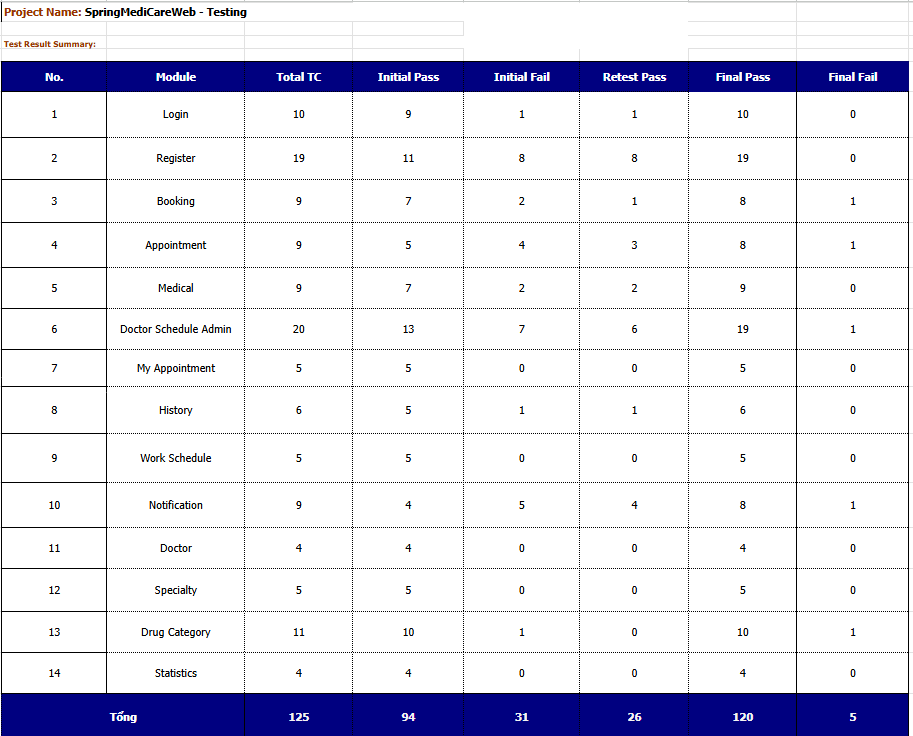 Project Name: SpringMediCareWeb - Testing
Test Result Summary:
No. Module Total TC Initial Pass Initial Fail Retest Pass Final Pass Final Fail
1 Login 10 9 1 1 10 0
2 Register 19 11 8 8 19 0
3 Booking 9 7 2 1 8 1
4 Appointment 9 5 4 3 8 1
5 Medical 9 7 2 2 9 0
6 Doctor Schedule Admin 20 13 7 6 19 1
7 My Appointment 5 5 0 0 5 0
8 History 6 5 1 1 6 0
9 Work Schedule 5 5 0 0 5 0
10 Notification 9 4 5 4 8 1
11 Doctor 4 4 0 0 4 0
12 Specialty 5 5 0 0 5 0
13 Drug Category 11 10 1 0 10 1
14 Statistics 4 4 0 0 4 0
Tổng 125 94 31 26 120 5